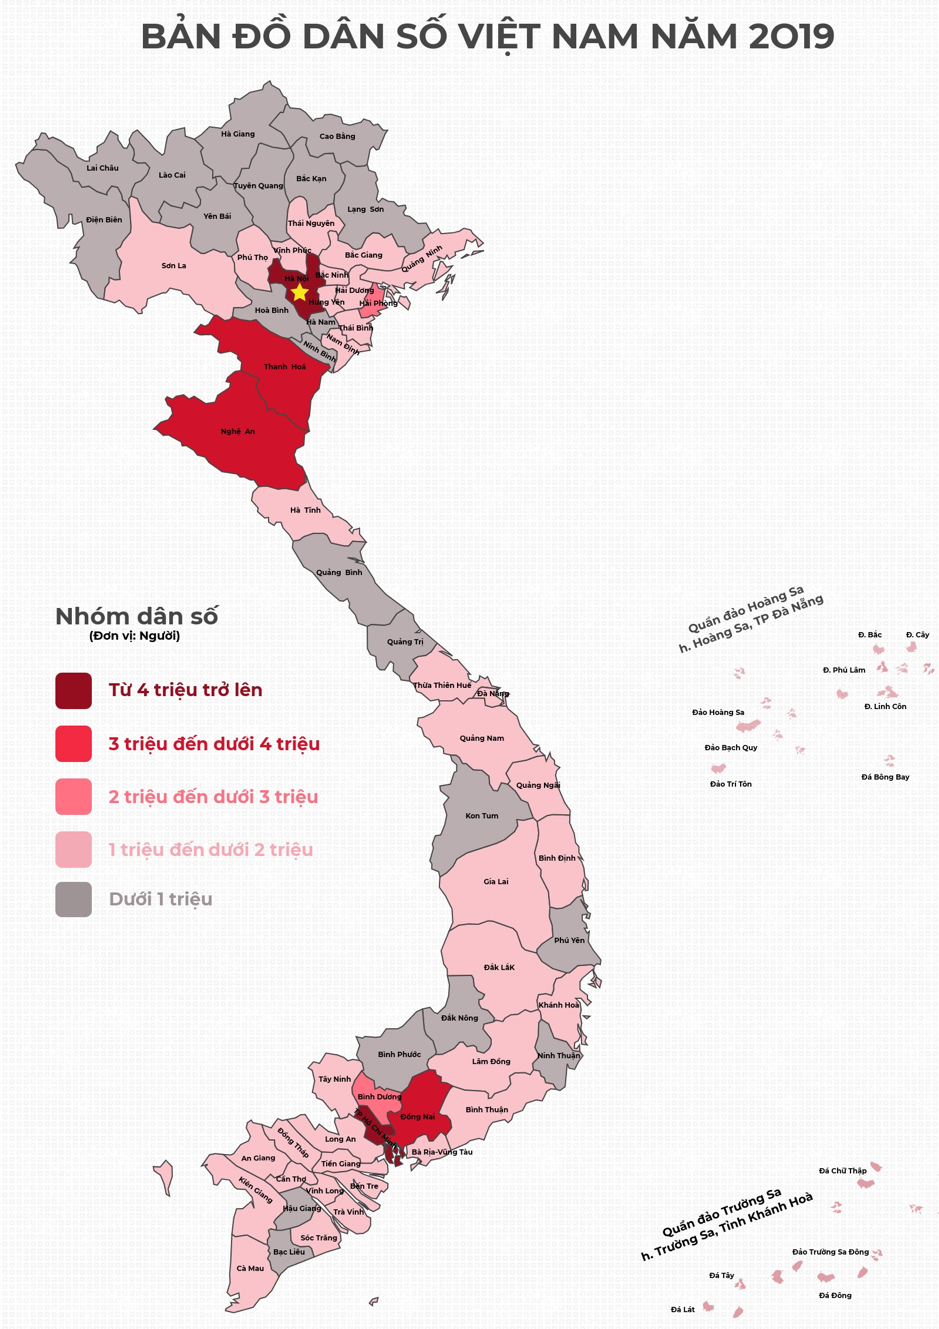 BẢN ĐỒ DÂN SỐ VIỆT NAM NĂM 2019
Hà Giang
Cao Bằng
Lai Châu
Lào Cai
Bắc Kạn
Tuyên Quang
Lạng Sơn
Điện Biên
Yên Bái
Thái Nguyên
Vĩnh Phúc
Phú Thọ
Bắc Giang
Quảng Ninh
Sơn La
Bắc Ninh
Hà Nội
Hải Dương
Hưng Yên
Hải Phòng
Hoà Bình
Hà Nam
Thái Bình
Nam Định
Ninh Bình
Thanh Hoá
Nghệ An
Hà Tĩnh
Quảng Bình
Quảng Trị
Thừa Thiên Huế
Đà Nẵng
Quảng Nam
Quảng Ngãi
Kon Tum
Bình Định
Gia Lai
Phú Yên
Đắk LắK
Khánh Hoà
Đắk Nông
Bình Phước
Lâm Đồng
Ninh Thuận
Tây Ninh
Bình Dương
Đồng Nai
Bình Thuận
TP Hồ Chí Minh
Long An
Đồng Tháp
Bà Rịa-Vũng Tàu
An Giang
Tiền Giang
Cần Thơ
Bến Tre
Kiên Giang
Vĩnh Long
Hậu Giang
Trà Vinh
Sóc Trăng
Bạc Liêu
Cà Mau
Nhóm dân số
(Đơn vị: Người)
Từ 4 triệu trở lên
3 triệu đến dưới 4 triệu
2 triệu đến dưới 3 triệu
1 triệu đến dưới 2 triệu
Dưới 1 triệu
Quần đảo Hoàng Sa
h. Hoàng Sa, TP Đà Nẵng
Đ. Bắc
Đ. Cây
Đ. Phú Lâm
Đ. Linh Côn
Đảo Hoàng Sa
Đảo Bạch Quy
Đảo Trí Tôn
Đá Bông Bay
Quần đảo Trường Sa
h. Trường Sa, Tỉnh Khánh Hoà
Đá Chữ Thập
Đảo Trường Sa Đông
Đá Tây
Đá Đông
Đá Lát